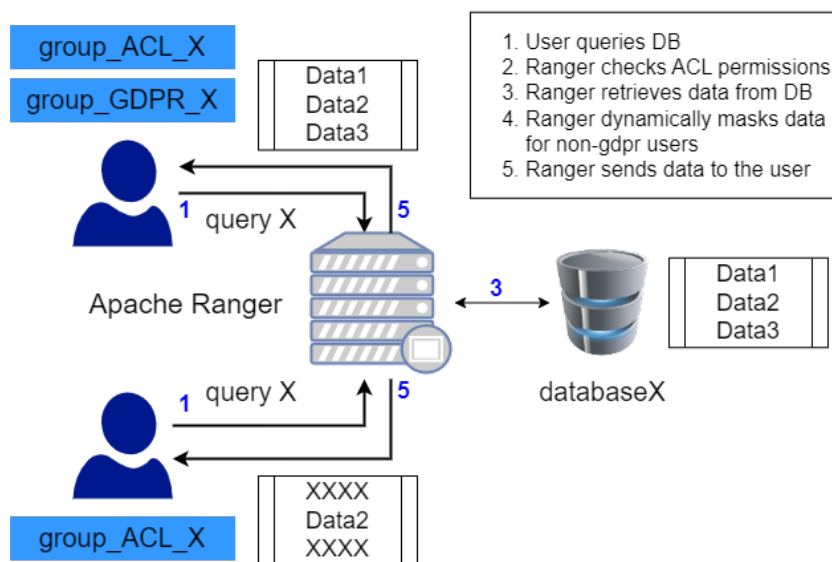 group_ACL_X
group_GDPR_X
Data1
Data2
Data3
1. User queries DB
2. Ranger checks ACL permissions
3. Ranger retrieves data from DB
4. Ranger dynamically masks data
for non-gdpr users
5. Ranger sends data to the user
1
query X
5
Apache Ranger
3
Data1
Data2
Data3
databaseX
1
query X
5
group_ACL_X
XXXX
Data2
XXXX